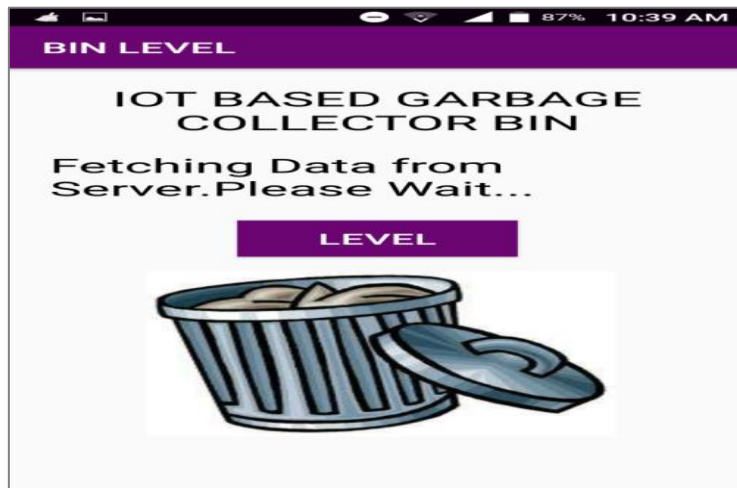 87% 10:39 AM
BIN LEVEL
IOT BASED GARBAGE
COLLECTOR BIN
Fetching Data from
Server.Please Wait...
LEVEL